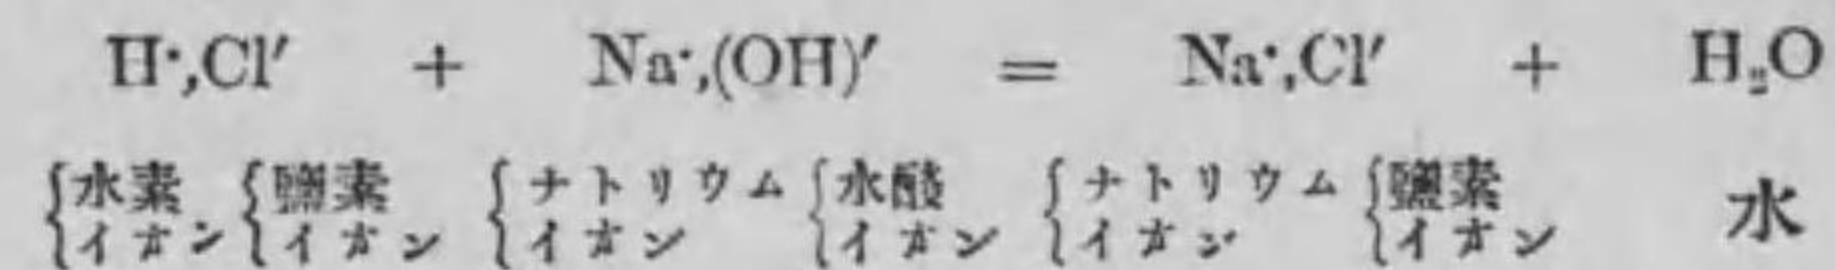 H·,Cl′ + Na·,(OH)′ = Na·,Cl′ + H₂O
{水素 {鹽素 {ナトリウム {水酸 {ナトリウム {鹽素 水
イオン イオン イオン イオン イオン イオン